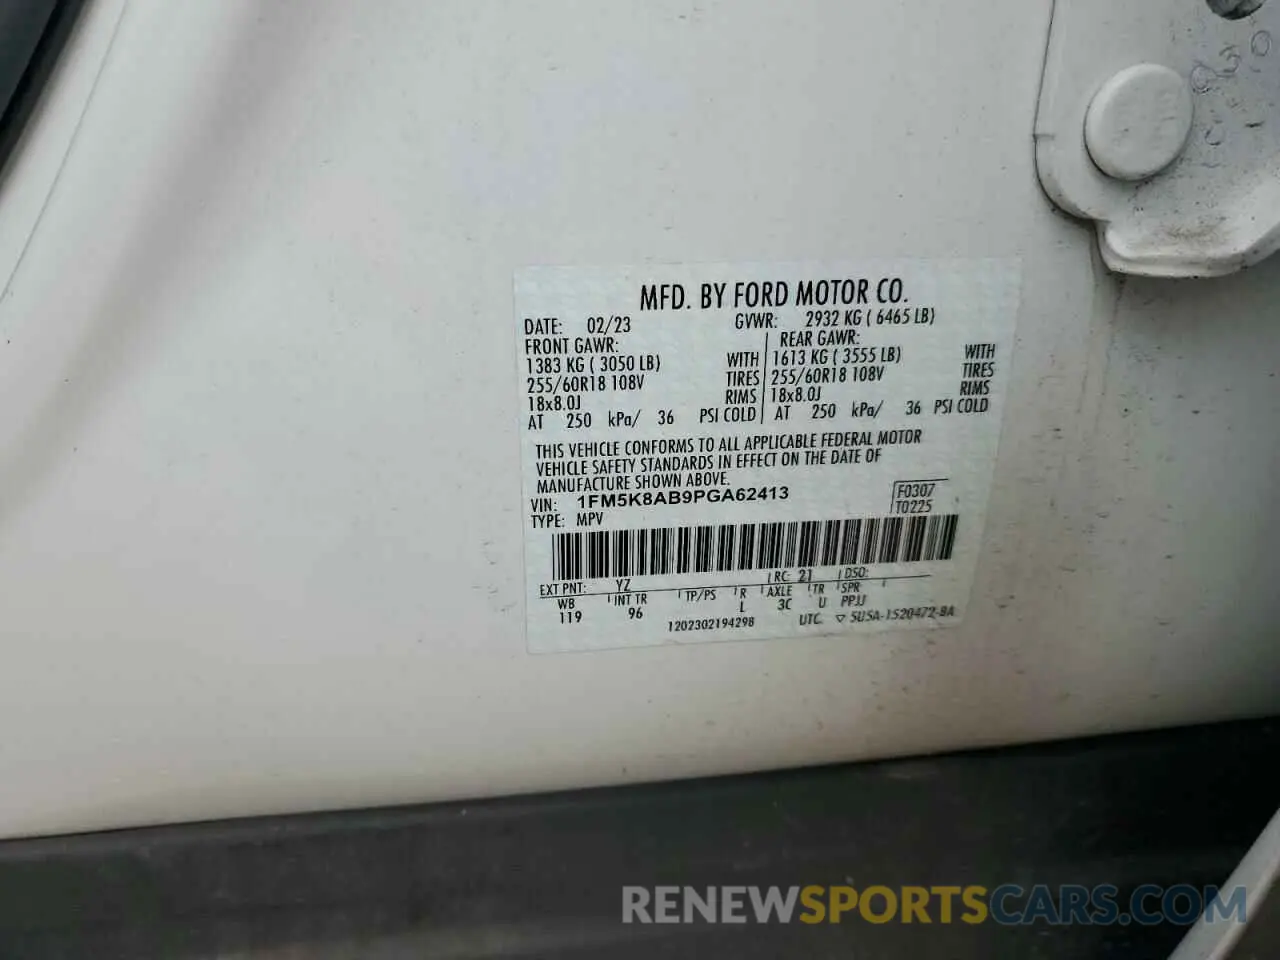 MFD. BY FORD MOTOR CO.
DATE: 02/23 GVWR: 2932 KG ( 6465 LB)
FRONT GAWR: REAR GAWR:
1383 KG ( 3050 LB) WITH 1613 KG ( 3555 LB) WITH
255/60R18 108V TIRES 255/60R18 108V TIRES
18x8.0J RIMS 18x8.0J RIMS
AT 250 kPa/ 36 PSI COLD AT 250 kPa/ 36 PSI COLD
THIS VEHICLE CONFORMS TO ALL APPLICABLE FEDERAL MOTOR
VEHICLE SAFETY STANDARDS IN EFFECT ON THE DATE OF
MANUFACTURE SHOWN ABOVE.
VIN: 1FM5K8AB9PGA62413 F0307
TYPE: MPV T0225
EXT PNT: YZ RC: 21 DSO:
WB INT TR TP/PS R AXLE TR SPR
119 96 L 3C U PPJJ
1202302194298 UTC ▽ SU5A-1520472-BA
RENEWSPORTSCARS.COM